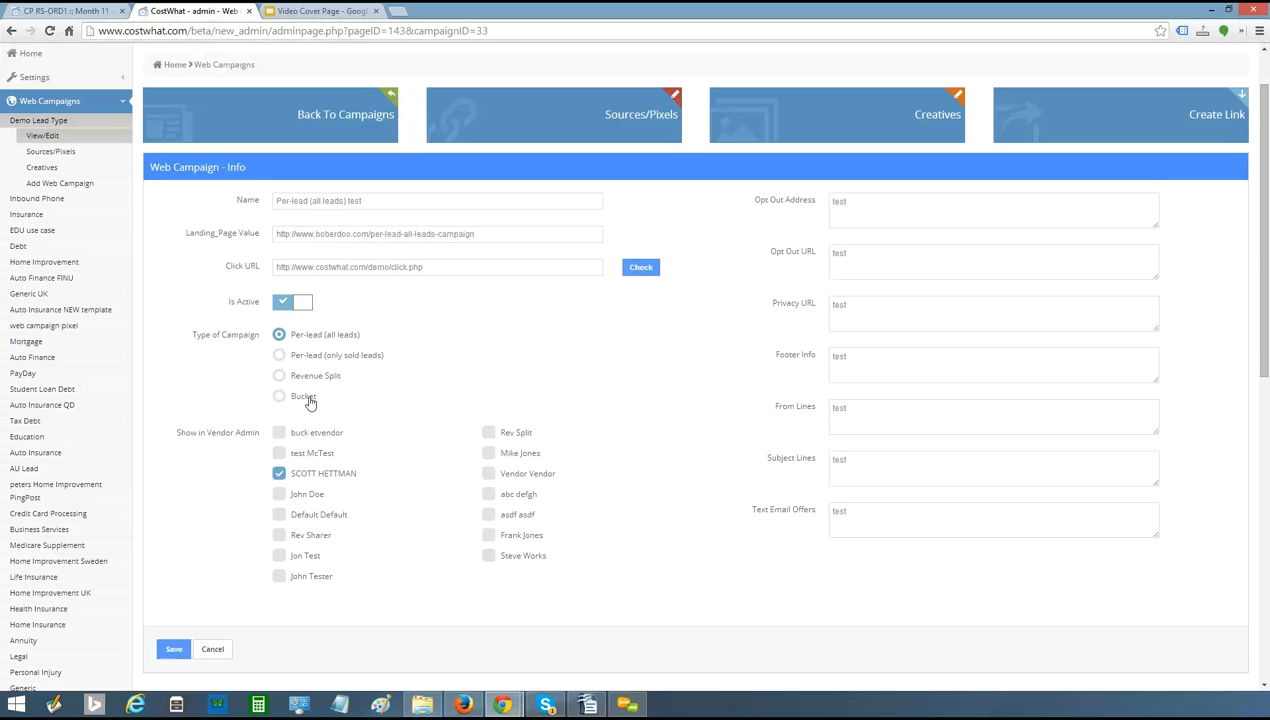 CP RS-ORD1 :: Month 11
CostWhat - admin - Web
Video Cover Page - Goog
www.costwhat.com/beta/new_admin/adminpage.php?pageID=143&campaignID=33
Home
Settings
Web Campaigns
Demo Lead Type
View/Edit
Sources/Pixels
Creatives
Add Web Campaign
Inbound Phone
Insurance
EDU use case
Debt
Home Improvement
Auto Finance FINU
Generic UK
Auto Insurance NEW template
web campaign pixel
Mortgage
Auto Finance
PayDay
Student Loan Debt
Auto Insurance QD
Tax Debt
Education
Auto Insurance
AU Lead
peters Home Improvement
PingPost
Credit Card Processing
Business Services
Medicare Supplement
Home Improvement Sweden
Life Insurance
Home Improvement UK
Health Insurance
Home Insurance
Annuity
Legal
Personal Injury
Generic
Home > Web Campaigns
Back To Campaigns
Sources/Pixels
Creatives
Create Link
Web Campaign - Info
Name
Per-lead (all leads) test
Landing_Page Value
http://www.boberdoo.com/per-lead-all-leads-campaign
Click URL
http://www.costwhat.com/demo/click.php
Check
Is Active
Type of Campaign
Per-lead (all leads)
Per-lead (only sold leads)
Revenue Split
Bucket
Show in Vendor Admin
buck etvendor
Rev Split
test McTest
Mike Jones
SCOTT HETTMAN
Vendor Vendor
John Doe
abc defgh
Default Default
asdf asdf
Rev Sharer
Frank Jones
Jon Test
Steve Works
John Tester
Opt Out Address
test
Opt Out URL
test
Privacy URL
test
Footer Info
test
From Lines
test
Subject Lines
test
Text Email Offers
test
Save
Cancel